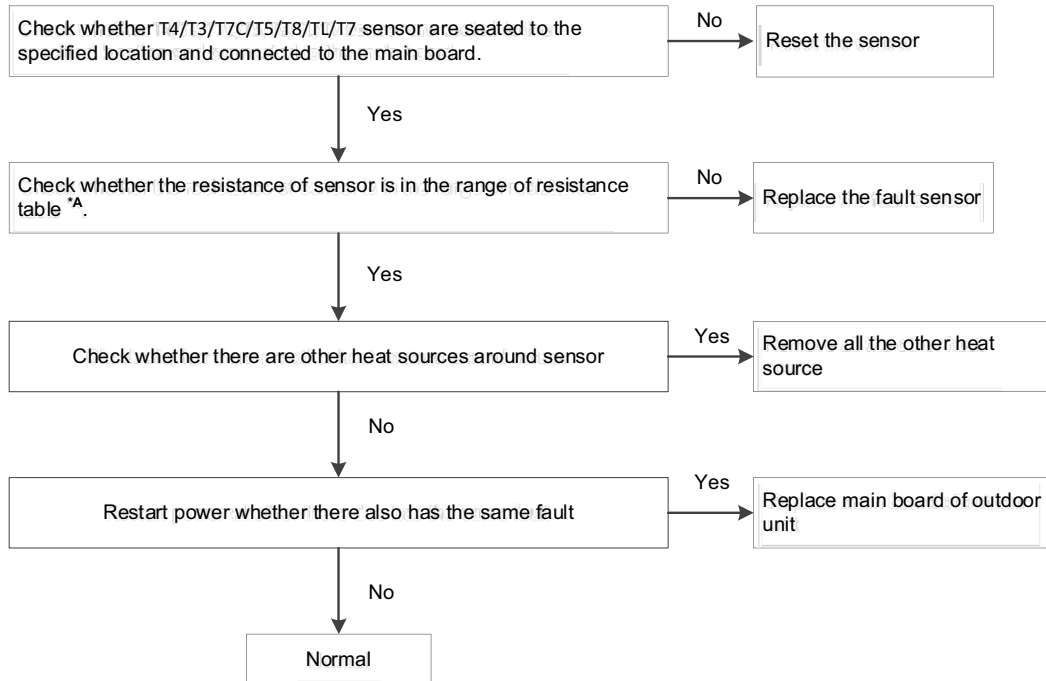 Check whether T4/T3/T7C/T5/T8/TL/T7 sensor are seated to the
specified location and connected to the main board.
No
Reset the sensor
Yes
Check whether the resistance of sensor is in the range of resistance
table *A.
No
Replace the fault sensor
Yes
Check whether there are other heat sources around sensor
Yes
Remove all the other heat
source
No
Restart power whether there also has the same fault
Yes
Replace main board of outdoor
unit
No
Normal